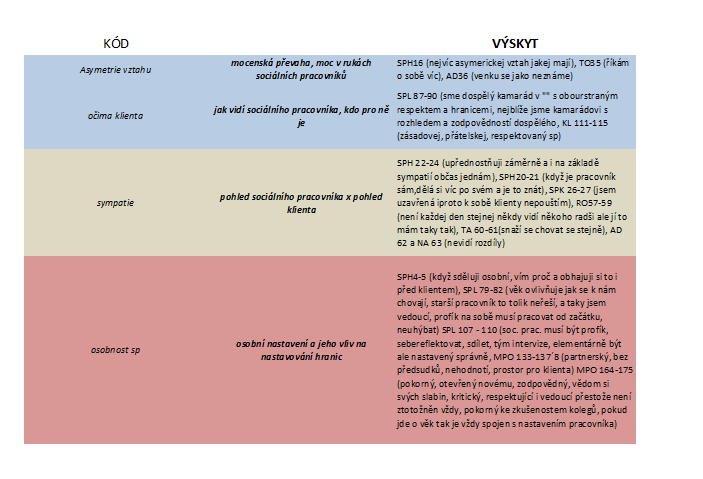 KÓD
VÝSKYT
Asymetrie vztahu
mocenská převaha, moc v rukách
sociálních pracovníků
SPH16 (nejvíc asymerickej vztah jakej mají), TO35 (říkám
o sobě víc), AD36 (venku se jako neznáme)
očima klienta
jak vidí sociálního pracovníka, kdo pro ně
je
SPL 87-90 (sme dospělý kamarád v "" s obourstraným
respektem a hranicemi, nejblíže jsme kamarádovi s
rozhledem a zodpovědností dospělého, KL 111-115
(zásadovej, přátelskej, respektovaný sp)
sympatie
pohled sociálního pracovníka x pohled
klienta
SPH 22-24 (upřednostňuji záměrně a i na základě
sympatií občas jednám), SPH20-21 (když je pracovník
sám,dělá si víc po svém a je to znát), SPK 26-27 (jsem
uzavřená iproto k sobě klienty nepouštím), RO57-59
(není každej den stejnej někdy vidí někoho radši ale jí to
mám taky tak), TA 60-61(snaží se chovat se stejně), AD
62 a NA 63 (nevidí rozdíly)
osobnost sp
osobní nastavení a jeho vliv na
nastavování hranic
SPH4-5 (když sděluji osobní, vím proč a obhajuji si to i
před klientem), SPL 79-82 (věk ovlivňuje jak se k nám
chovají, starší pracovník to tolik neřeší, a taky jsem
vedoucí, profík na sobě musí pracovat od začátku,
neuhýbat) SPL 107 - 110 (soc. prac. musí být profík,
sebereflektovat, sdílet, tým intervize, elementárně být
ale nastavený správně, MPO 133-137´8 (partnerský, bez
předsudků, nehodnotí, prostor pro klienta) MPO 164-175
(pokorný, otevřený novému, zodpovědný, vědom si
svých slabin, kritický, respektující i vedoucí přestože není
ztotožněn vždy, pokorný ke zkušenostem kolegů, pokud
jde o věk tak je vždy spojen s nastavením pracovníka)